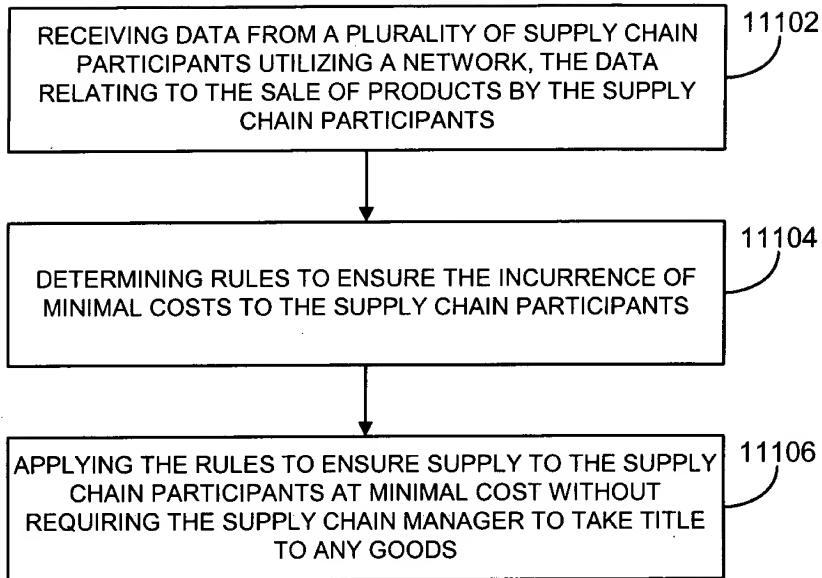 RECEIVING DATA FROM A PLURALITY OF SUPPLY CHAIN
PARTICIPANTS UTILIZING A NETWORK, THE DATA
RELATING TO THE SALE OF PRODUCTS BY THE SUPPLY
CHAIN PARTICIPANTS
11102
DETERMINING RULES TO ENSURE THE INCURRENCE OF
MINIMAL COSTS TO THE SUPPLY CHAIN PARTICIPANTS
11104
APPLYING THE RULES TO ENSURE SUPPLY TO THE SUPPLY
CHAIN PARTICIPANTS AT MINIMAL COST WITHOUT
REQUIRING THE SUPPLY CHAIN MANAGER TO TAKE TITLE
TO ANY GOODS
11106